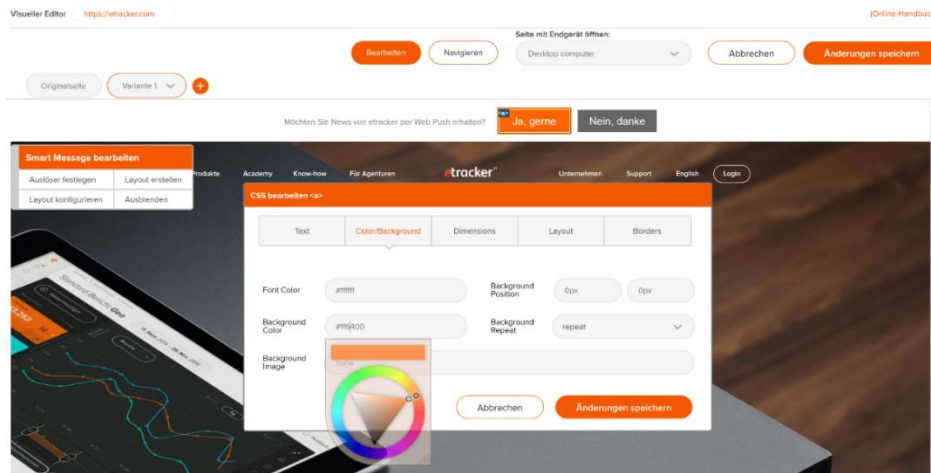 Visueller Editor
https://etracker.com
(Online-Handbuc
Seite mit Endgerät öffnen:
Bearbeiten
Navigieren
Desktop computer
Abbrechen
Änderungen speichern
Originalseite
Variante 1
Möchten Sie News von etracker per Web Push erhalten?
Ja, gerne
Nein, danke
Smart Message bearbeiten
Auslöser festlegen
Layout erstellen
Layout konfigurieren
Ausblenden
Produkte
Academy
Know-how
Für Agenturen
etracker
Unternehmen
Support
English
Login
CSS bearbeiten <a>
Text
Color/Background
Dimensions
Layout
Borders
Font Color
#ffffff
Background Position
0px
0px
Background Color
Background Repeat
repeat
Background Image
none
Abbrechen
Änderungen speichern
Standard Bericht Geo